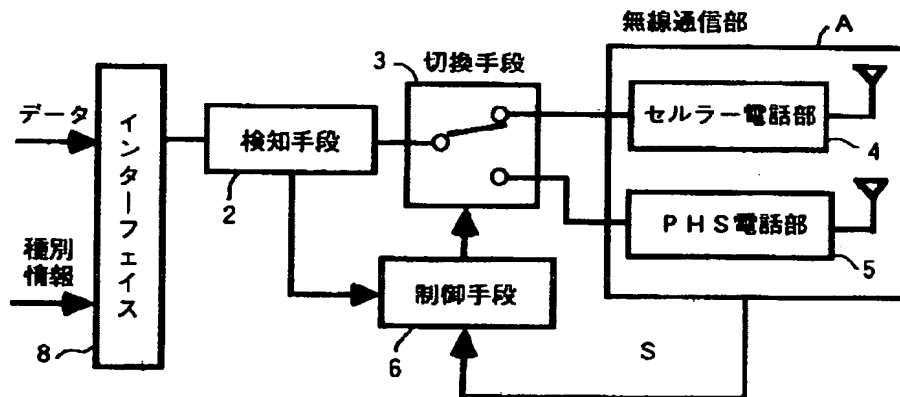 無線通信部
A
3
切換手段
データ
インターフェイス
検知手段
2
セルラー電話部
4
PHS電話部
5
種別
情報
制御手段
6
8
S